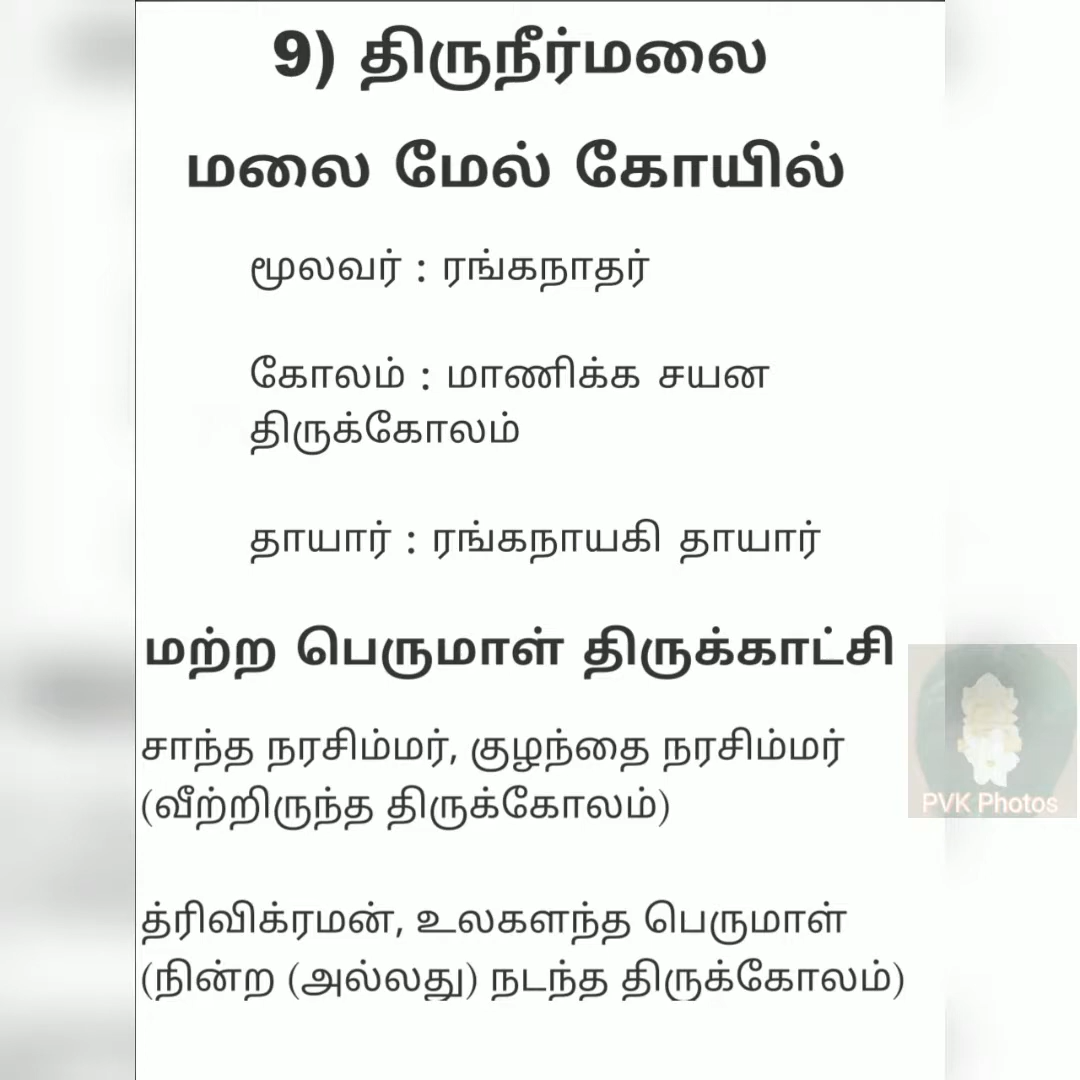 9) திருநீர்மலை
மலை மேல் கோயில்
மூலவர் : ரங்கநாதர்
கோலம் : மாணிக்க சயன
திருக்கோலம்
தாயார் : ரங்கநாயகி தாயார்
மற்ற பெருமாள் திருக்காட்சி
சாந்த நரசிம்மர், குழந்தை நரசிம்மர்
(வீற்றிருந்த திருக்கோலம்)
PVK Photos
த்ரிவிக்ரமன், உலகளந்த பெருமாள்
(நின்ற (அல்லது) நடந்த திருக்கோலம்)